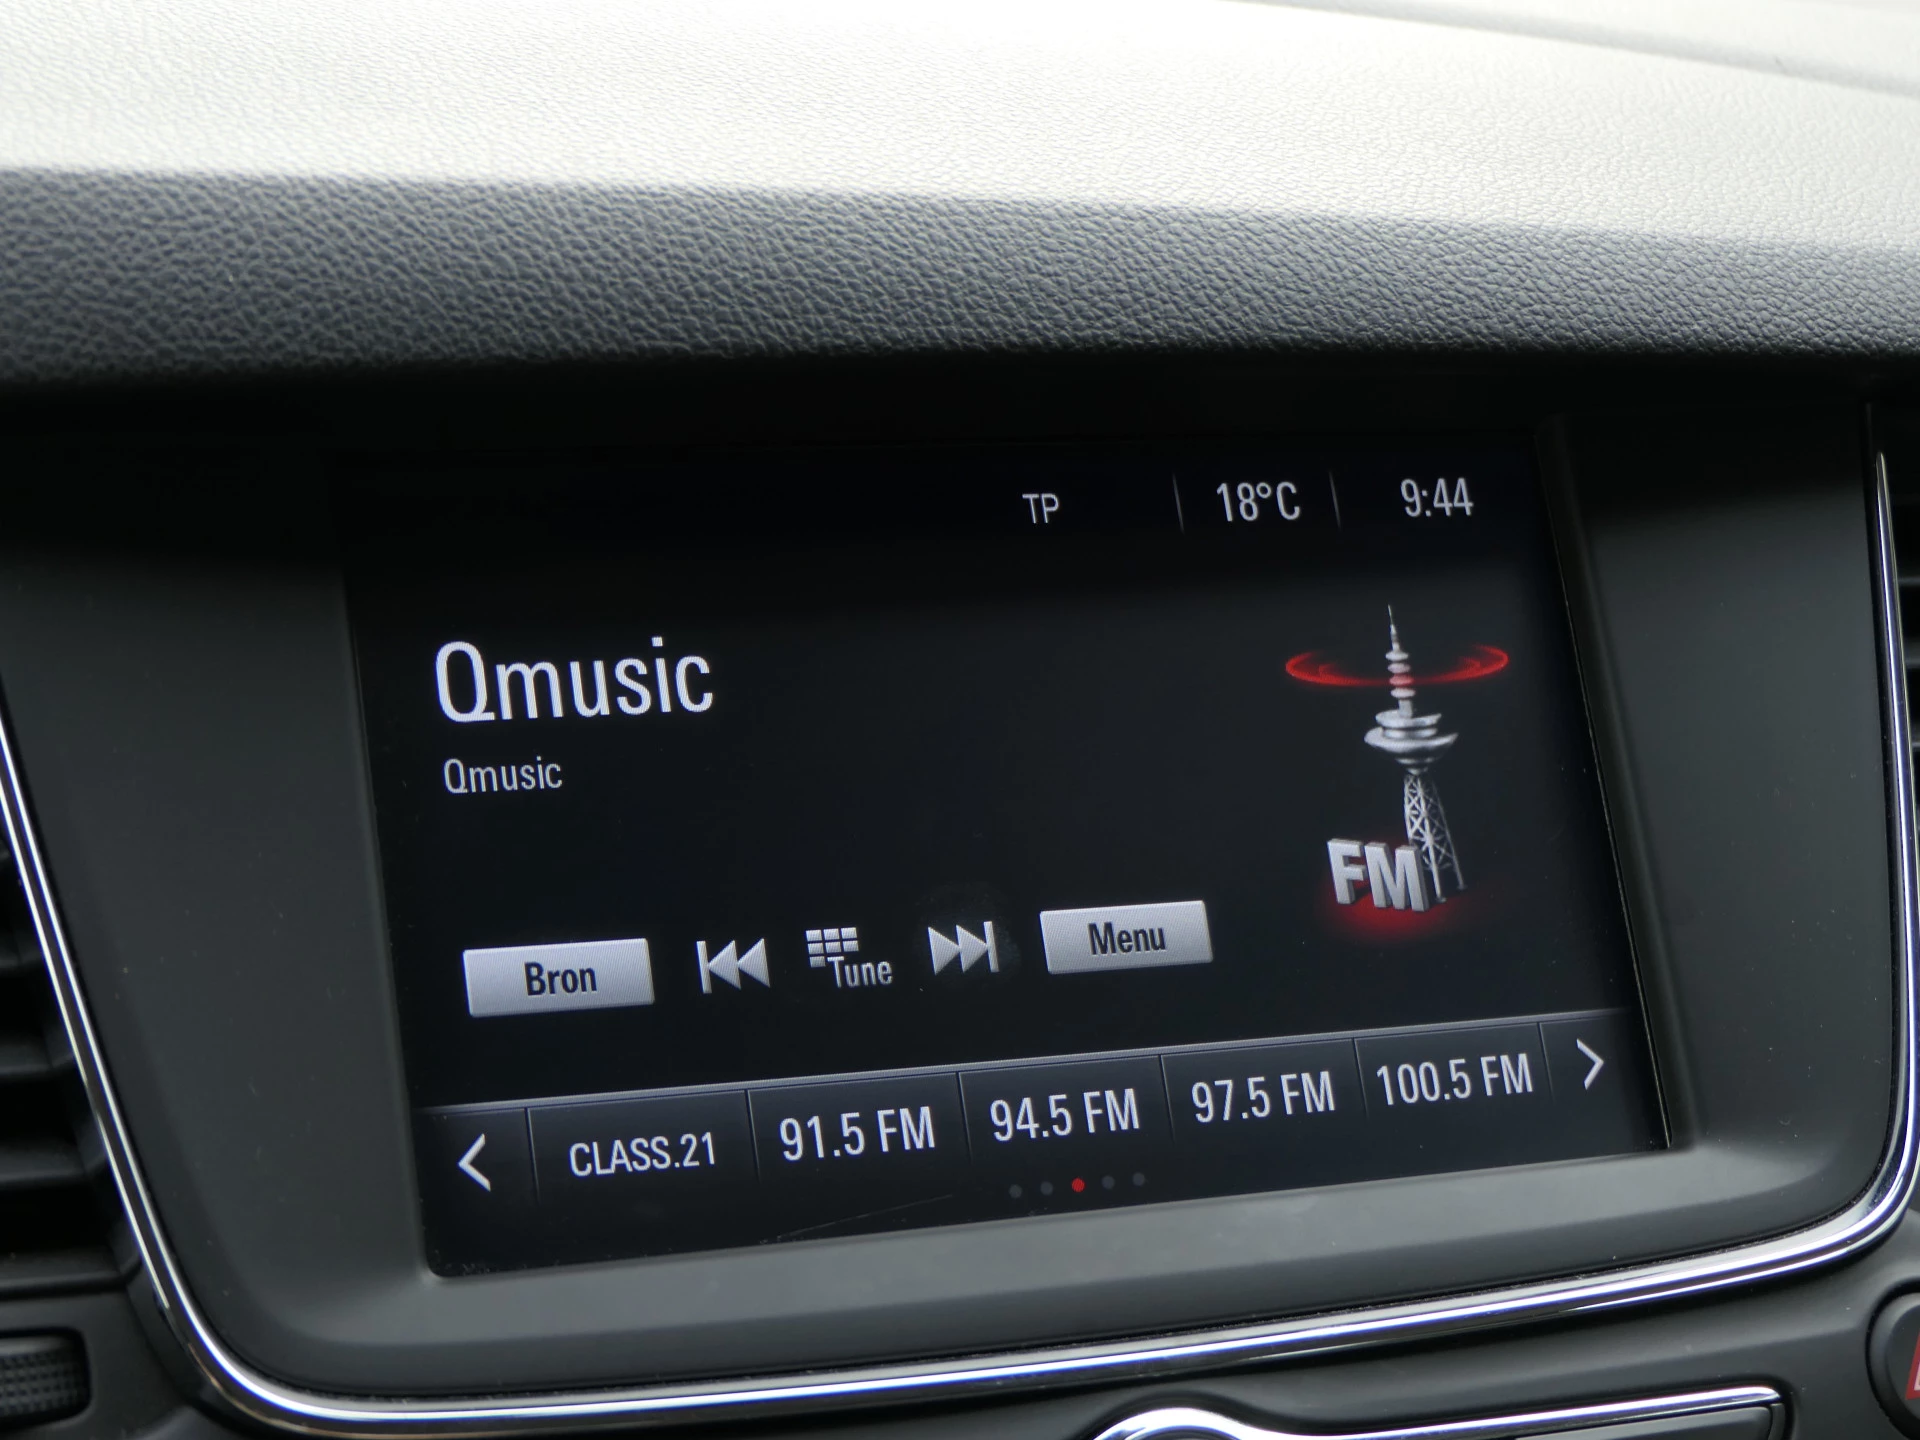 TP 18°C 9:44
Qmusic
Qmusic
FM
Bron Tune Menu
CLASS.21 91.5 FM 94.5 FM 97.5 FM 100.5 FM